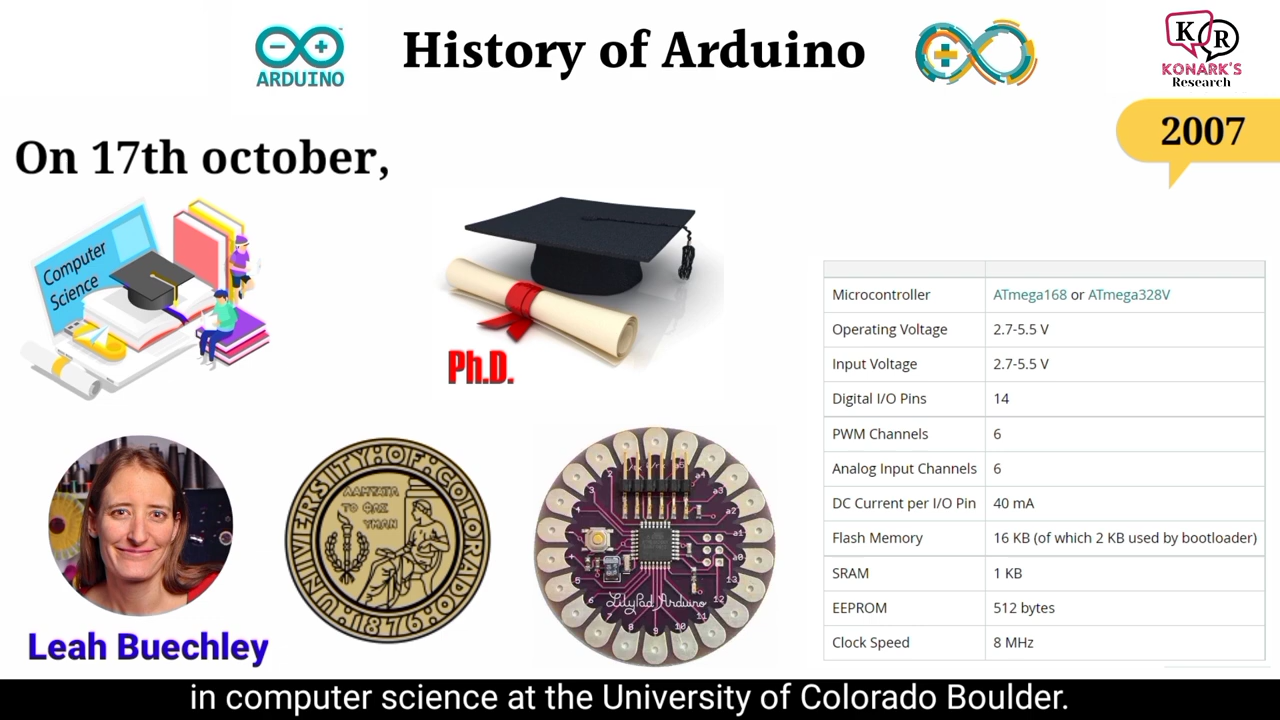 ARDUINO
History of Arduino
K R
KONARK'S
Research
2007
On 17th october,
Computer
Science
Ph.D.
Microcontroller ATmega168 or ATmega328V
Operating Voltage 2.7-5.5 V
Input Voltage 2.7-5.5 V
Digital I/O Pins 14
PWM Channels 6
Analog Input Channels 6
DC Current per I/O Pin 40 mA
Flash Memory 16 KB (of which 2 KB used by bootloader)
SRAM 1 KB
EEPROM 512 bytes
Clock Speed 8 MHz
UNIVERSITY·OF·COLORADO
·1876·
LilyPad Arduino
Leah Buechley
in computer science at the University of Colorado Boulder.